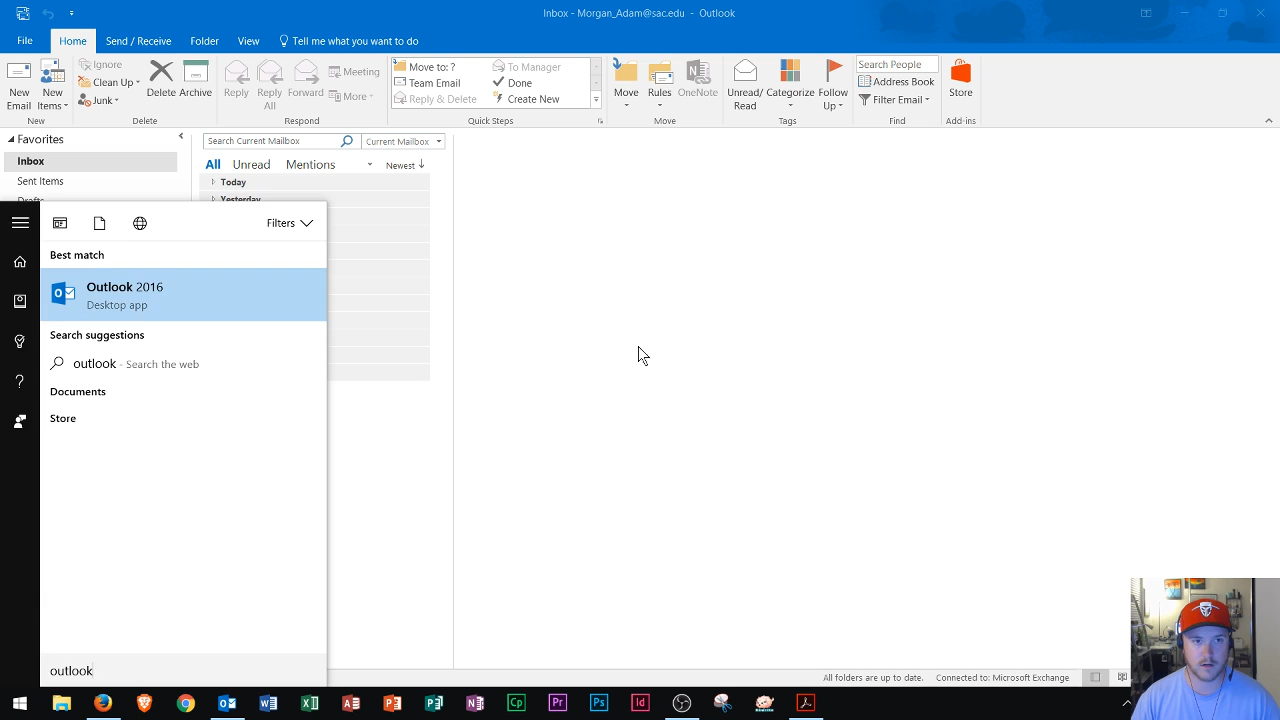 Inbox - Morgan_Adam@sac.edu - Outlook
File Home Send / Receive Folder View Tell me what you want to do
New Email
New Items
Ignore
Clean Up
Junk
Delete
Archive
Reply
Reply All
Forward
Meeting
More
Move to: ?
Team Email
Reply & Delete
To Manager
Done
Create New
Move
Rules
OneNote
Unread/ Read
Categorize
Follow Up
Search People
Address Book
Filter Email
Store
New Delete Respond Quick Steps Move Tags Find Add-ins
Favorites
Inbox
Sent Items
Drafts
Search Current Mailbox Current Mailbox
All Unread Mentions Newest
Today
Yesterday
Filters
Best match
Outlook 2016
Desktop app
Search suggestions
outlook - Search the web
Documents
Store
outlook
All folders are up to date. Connected to: Microsoft Exchange
Cp Pr Ps Id